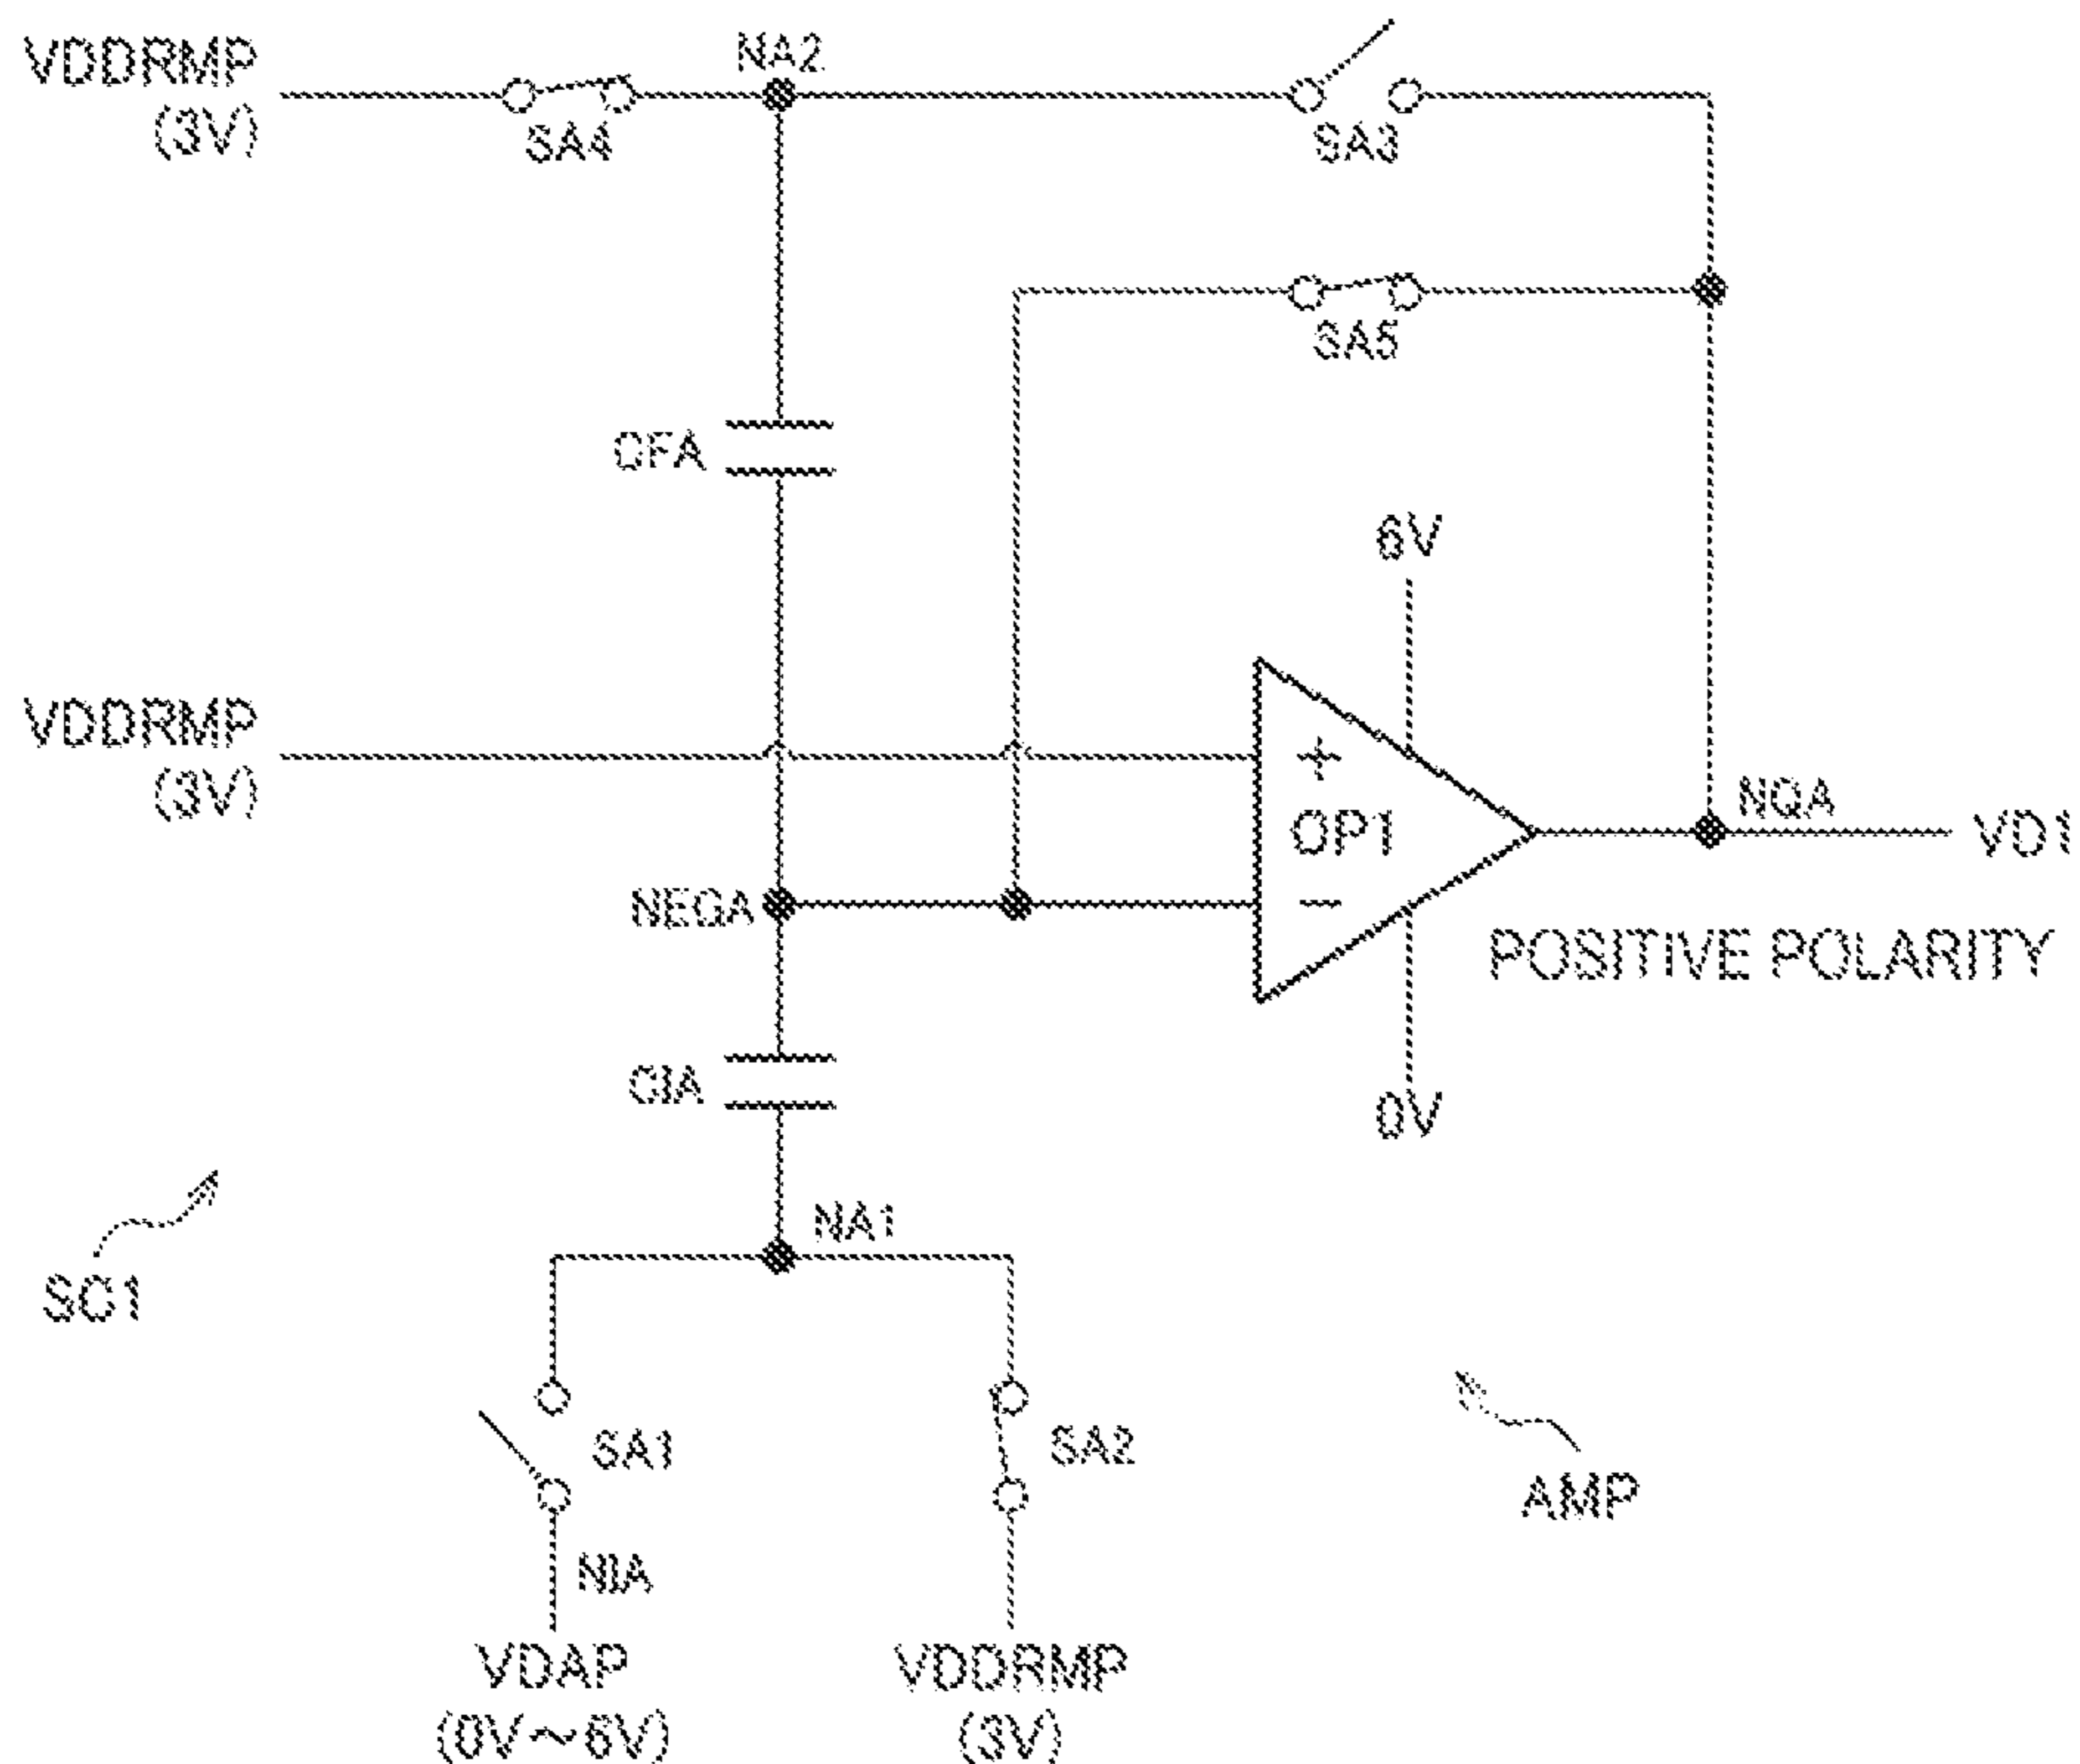 VDDRMP
(3V)
NA2
SA4
SA3
SA5
CFA
6V
VDDRMP
(3V)
+
OP1
−
NQA
VD1
NEGA
POSITIVE POLARITY
CIA
0V
NA1
SC1
SA1
SA2
AMP
NIA
VDAP
(0V~6V)
VDDRMP
(3V)